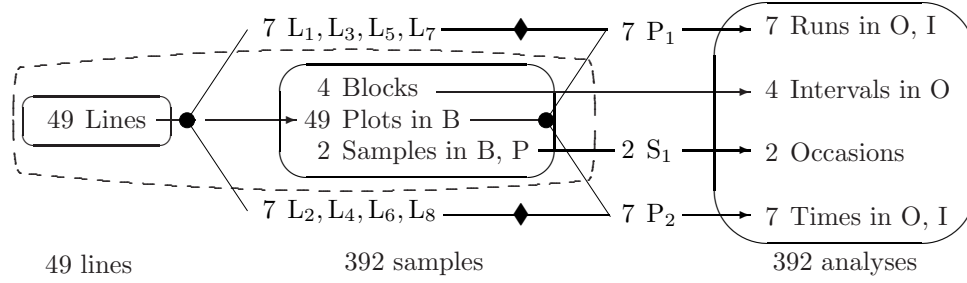 7 L₁, L₃, L₅, L₇ 7 P₁ 7 Runs in O, I
4 Blocks 4 Intervals in O
49 Lines 49 Plots in B
2 Samples in B, P 2 S₁ 2 Occasions
7 L₂, L₄, L₆, L₈ 7 P₂ 7 Times in O, I
49 lines 392 samples 392 analyses